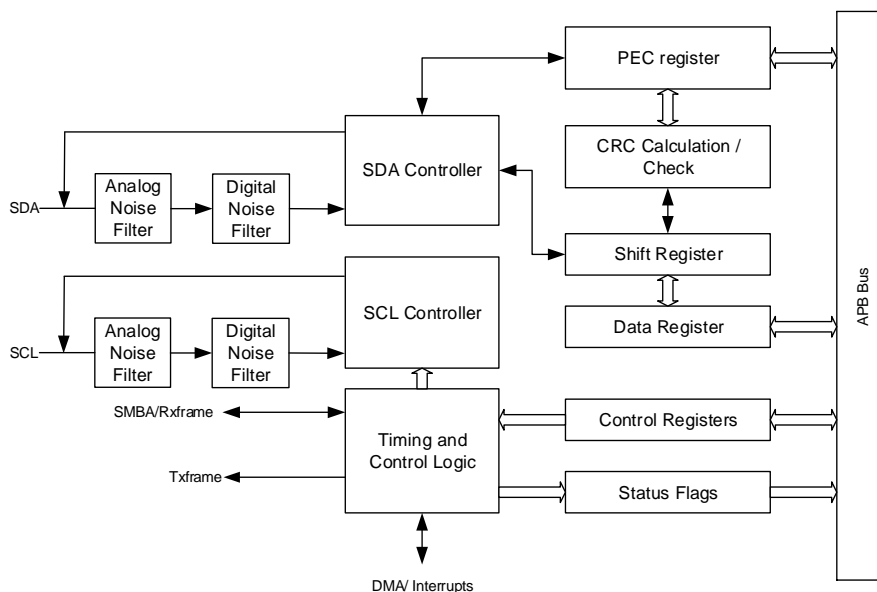 PEC register
CRC Calculation /
Check
SDA Controller
Analog
Noise
Filter
Digital
Noise
Filter
SDA
Shift Register
SCL Controller
Data Register
APB Bus
Analog
Noise
Filter
Digital
Noise
Filter
SCL
SMBA/Rxframe
Timing and
Control Logic
Control Registers
Txframe
Status Flags
DMA/ Interrupts